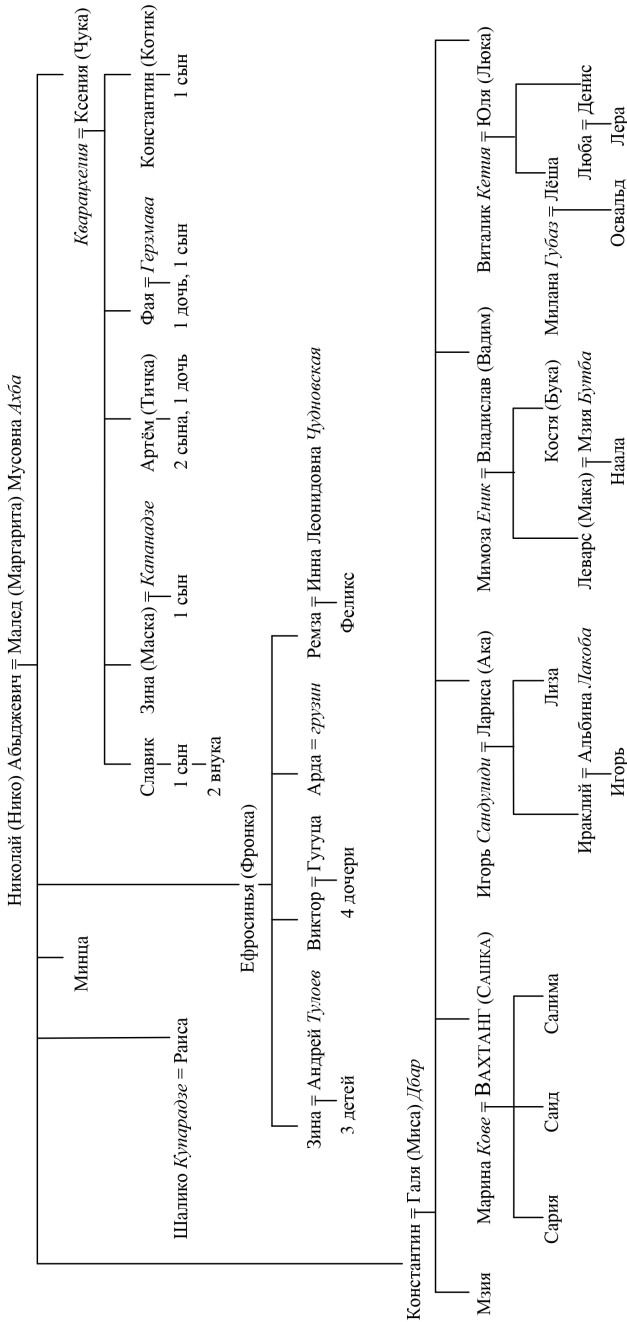 Николай (Нико) Абыджевич = Малед (Маргарита) Мусовна Ахба
Кварацхелия = Ксения (Чука)
Минца
Славик
Зина (Маска) = Капанадзе
Артём (Тичка)
Фая = Герзмава
Константин (Котик)
1 сын
1 сын
2 сына, 1 дочь
1 дочь, 1 сын
1 сын
2 внука
Шалико Купарадзе = Раиса
Ефросинья (Фронка)
Зина = Андрей Тулоев
Виктор = Гугуца
Арда = грузин
Ремза = Инна Леонидовна Чудновская
3 детей
4 дочери
Феликс
Константин = Галя (Миса) Дбар
Мзия
Марина Кове = ВАХТАНГ (САШКА)
Игорь Сандулиди = Лариса (Ака)
Мимоза Еник = Владислав (Вадим)
Виталик Кетия = Юля (Люка)
Сария
Саид
Салима
Лиза
Костя (Бука)
Милана Губаз = Лёша
Ираклий = Альбина Лакоба
Леварс (Мака) = Мзия Бутба
Люба = Денис
Игорь
Наала
Освальд
Лера